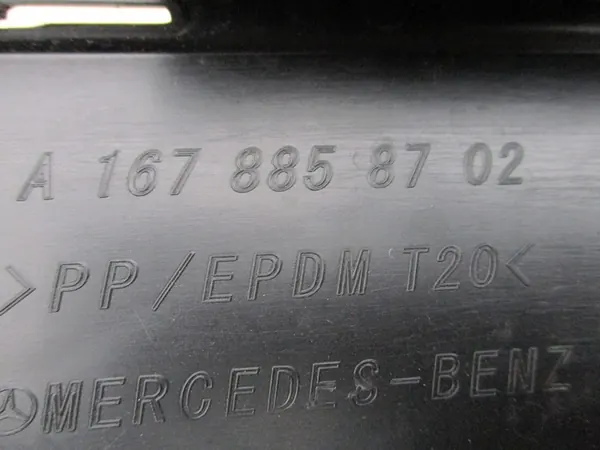 A 167 885 87 02
>PP/EPDM T20<
MERCEDES-BENZ